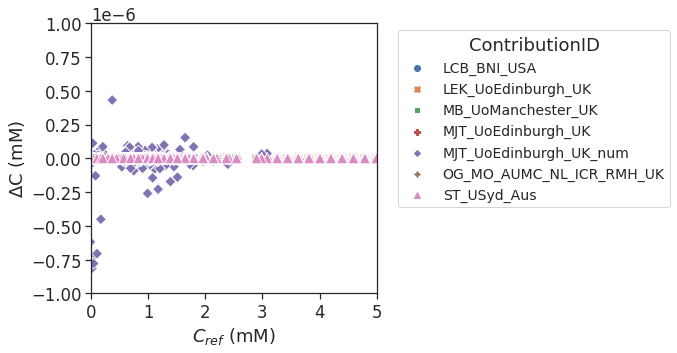 1e−6
1.00
0.75
0.50
0.25
0.00
−0.25
−0.50
−0.75
−1.00
ΔC (mM)
0 1 2 3 4 5
C_ref (mM)
ContributionID
LCB_BNI_USA
LEK_UoEdinburgh_UK
MB_UoManchester_UK
MJT_UoEdinburgh_UK
MJT_UoEdinburgh_UK_num
OG_MO_AUMC_NL_ICR_RMH_UK
ST_USyd_Aus